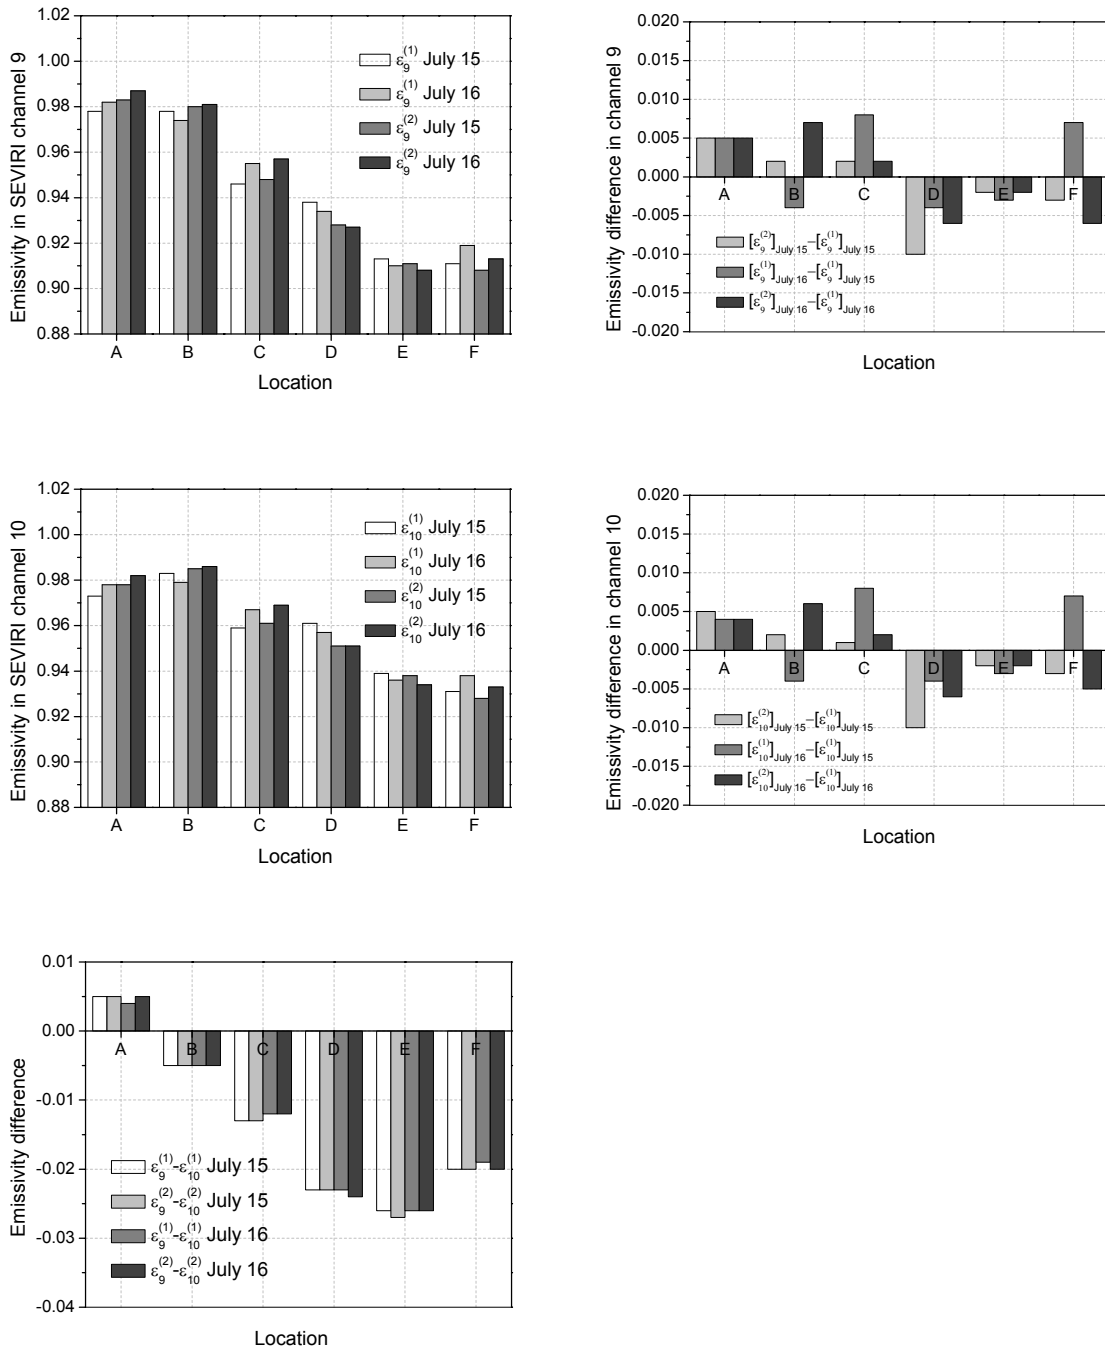 1.02
1.00
0.98
0.96
0.94
0.92
0.90
0.88
Emissivity in SEVIRI channel 9
ε9(1) July 15
ε9(1) July 16
ε9(2) July 15
ε9(2) July 16
A B C D E F
Location
0.020
0.015
0.010
0.005
0.000
-0.005
-0.010
-0.015
-0.020
Emissivity difference in channel 9
A B C D E F
[ε9(2)]July 15−[ε9(1)]July 15
[ε9(1)]July 16−[ε9(1)]July 15
[ε9(2)]July 16−[ε9(1)]July 16
Location
1.02
1.00
0.98
0.96
0.94
0.92
0.90
0.88
Emissivity in SEVIRI channel 10
ε10(1) July 15
ε10(1) July 16
ε10(2) July 15
ε10(2) July 16
A B C D E F
Location
0.020
0.015
0.010
0.005
0.000
-0.005
-0.010
-0.015
-0.020
Emissivity difference in channel 10
A B C D E F
[ε10(2)]July 15−[ε10(1)]July 15
[ε10(1)]July 16−[ε10(1)]July 15
[ε10(2)]July 16−[ε10(1)]July 16
Location
0.01
0.00
-0.01
-0.02
-0.03
-0.04
Emissivity difference
A B C D E F
ε9(1)-ε10(1) July 15
ε9(2)-ε10(2) July 15
ε9(1)-ε10(1) July 16
ε9(2)-ε10(2) July 16
Location